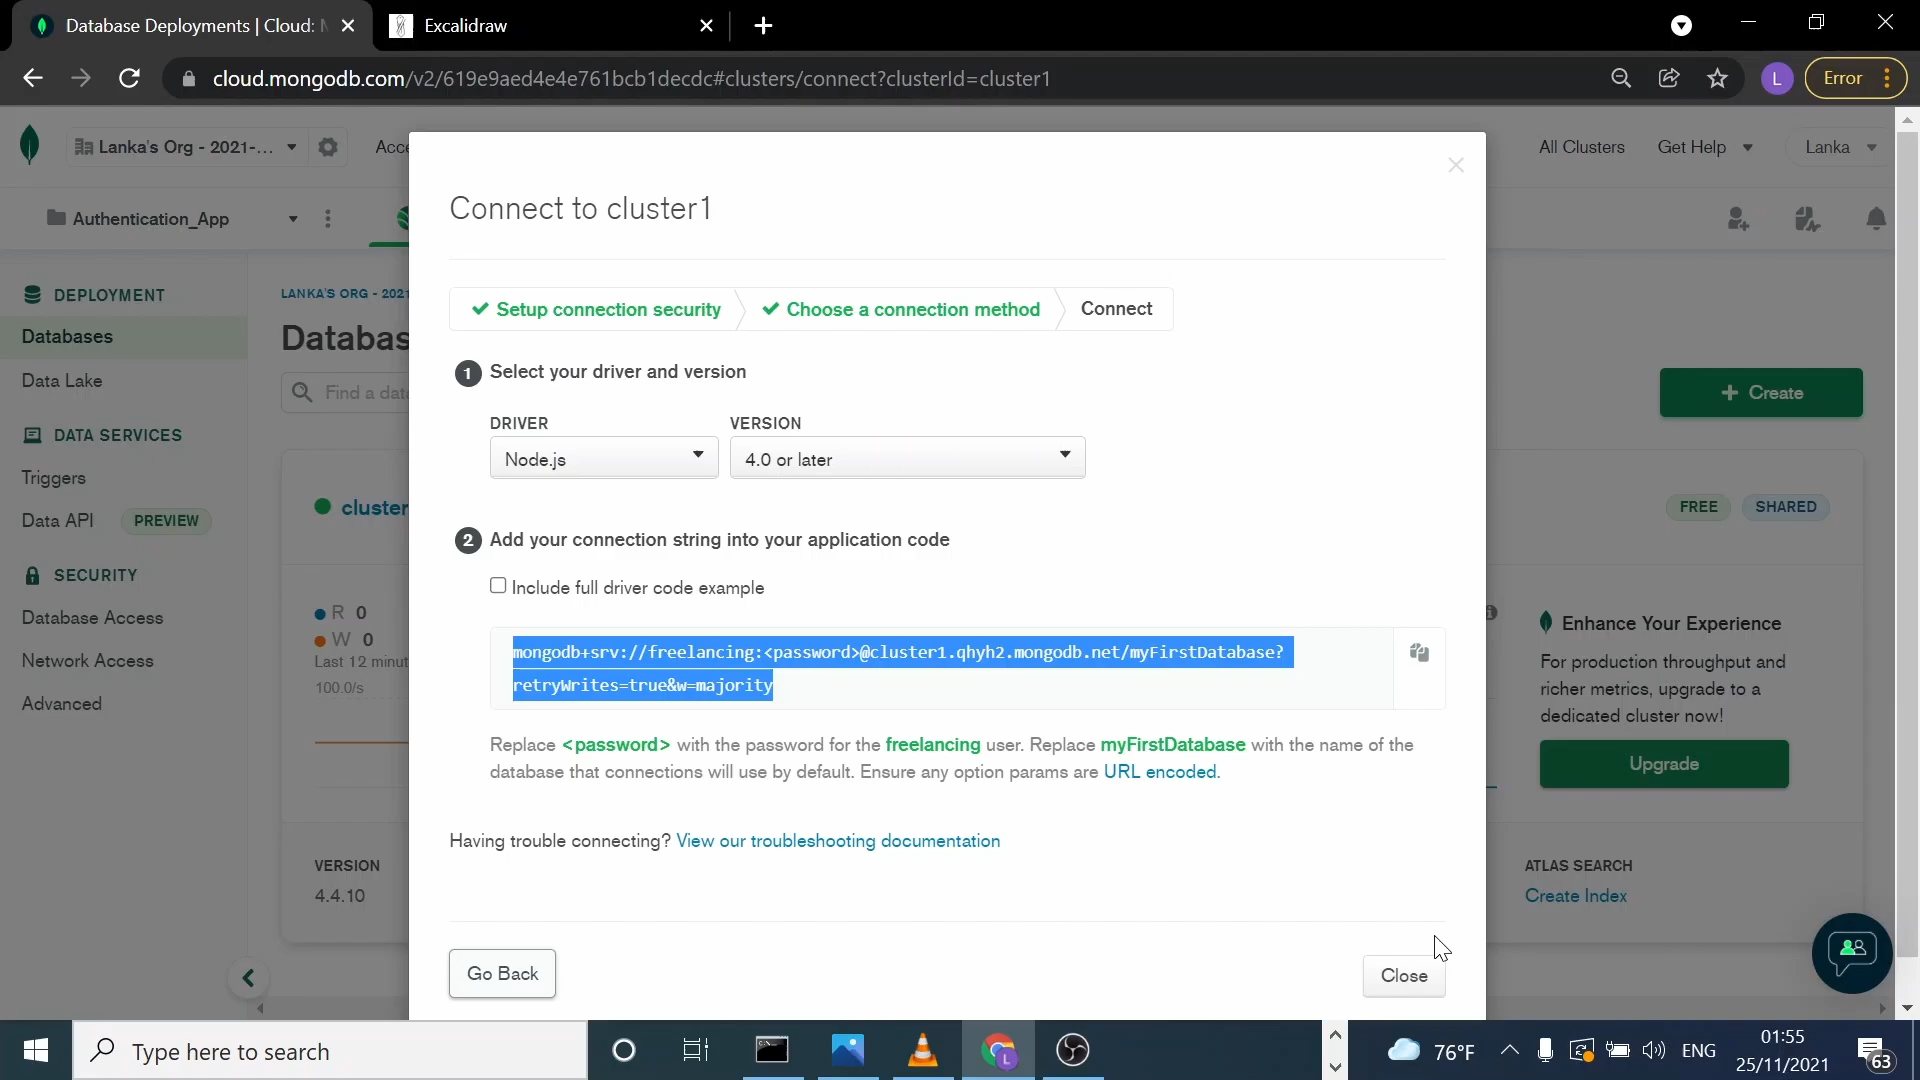 Database Deployments | Cloud: M
Excalidraw
cloud.mongodb.com/v2/619e9aed4e4e761bcb1decdc#clusters/connect?clusterId=cluster1
L
Error
Lanka's Org - 2021-...
Acce
All Clusters
Get Help
Lanka
Authentication_App
Connect to cluster1
DEPLOYMENT
Databases
Data Lake
DATA SERVICES
Triggers
Data API
PREVIEW
SECURITY
Database Access
Network Access
Advanced
LANKA'S ORG - 2021
Databas
Find a data
+ Create
cluster
FREE
SHARED
R 0
W 0
Last 12 minut
100.0/s
VERSION
4.4.10
Setup connection security
Choose a connection method
Connect
1 Select your driver and version
DRIVER
VERSION
Node.js
4.0 or later
2 Add your connection string into your application code
Include full driver code example
mongodb+srv://freelancing:<password>@cluster1.qhyh2.mongodb.net/myFirstDatabase?
retryWrites=true&w=majority
Replace <password> with the password for the freelancing user. Replace myFirstDatabase with the name of the
database that connections will use by default. Ensure any option params are URL encoded.
Having trouble connecting? View our troubleshooting documentation
Go Back
Close
Enhance Your Experience
For production throughput and
richer metrics, upgrade to a
dedicated cluster now!
Upgrade
ATLAS SEARCH
Create Index
Type here to search
76°F
ENG
01:55
25/11/2021
63